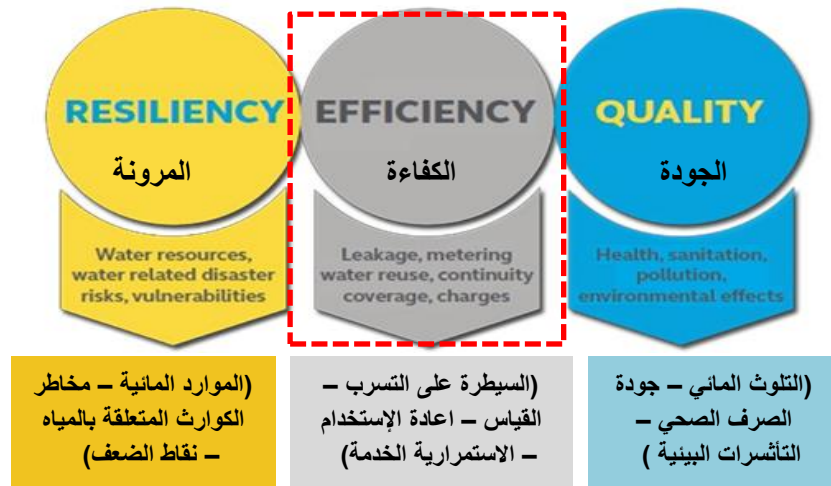 RESILIENCY
المرونة
Water resources,
water related disaster
risks, vulnerabilities
(الموارد المائية – مخاطر
الكوارث المتعلقة بالمياه
– نقاط الضعف)
EFFICIENCY
الكفاءة
Leakage, metering
water reuse, continuity
coverage, charges
(السيطرة على التسرب –
القياس – اعادة الإستخدام
– الاستمرارية الخدمة)
QUALITY
الجودة
Health, sanitation,
pollution,
environmental effects
(التلوث المائي – جودة
الصرف الصحي –
التأثسرات البيئية )